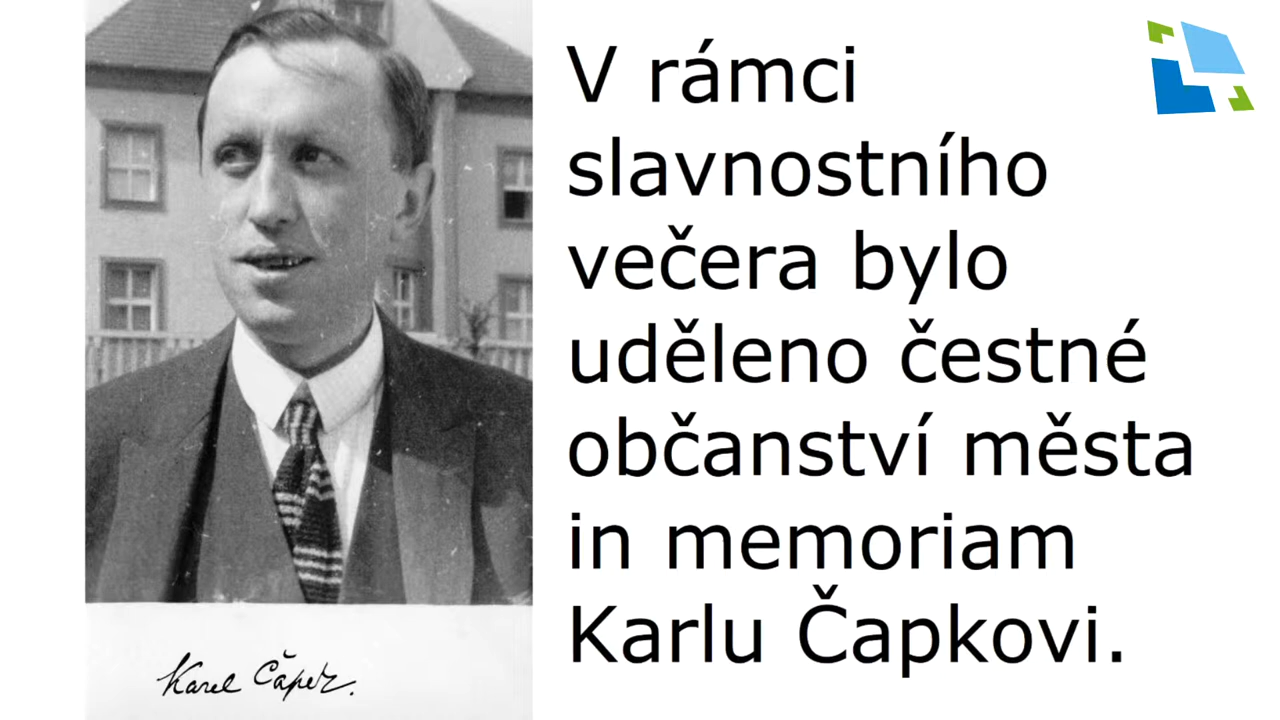 V rámci
slavnostního
večera bylo
uděleno čestné
občanství města
in memoriam
Karlu Čapkovi.
Karel Čapek.